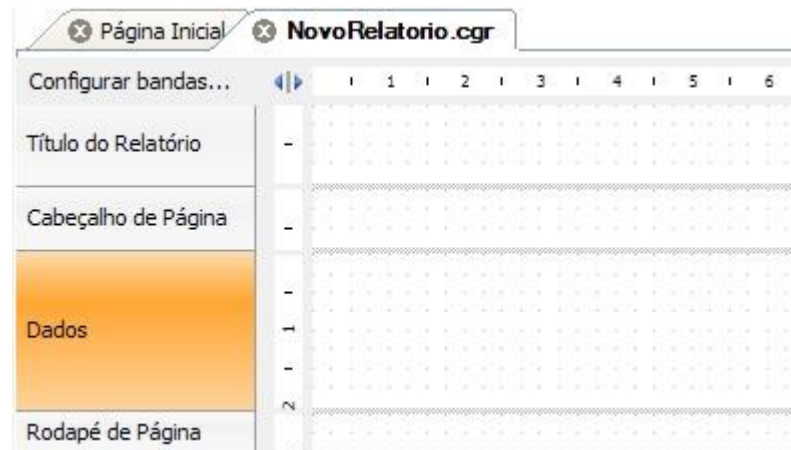 Página Inicial NovoRelatorio.cgr
Configurar bandas... 1 2 3 4 5 6
Título do Relatório
Cabeçalho de Página
Dados
1
2
Rodapé de Página